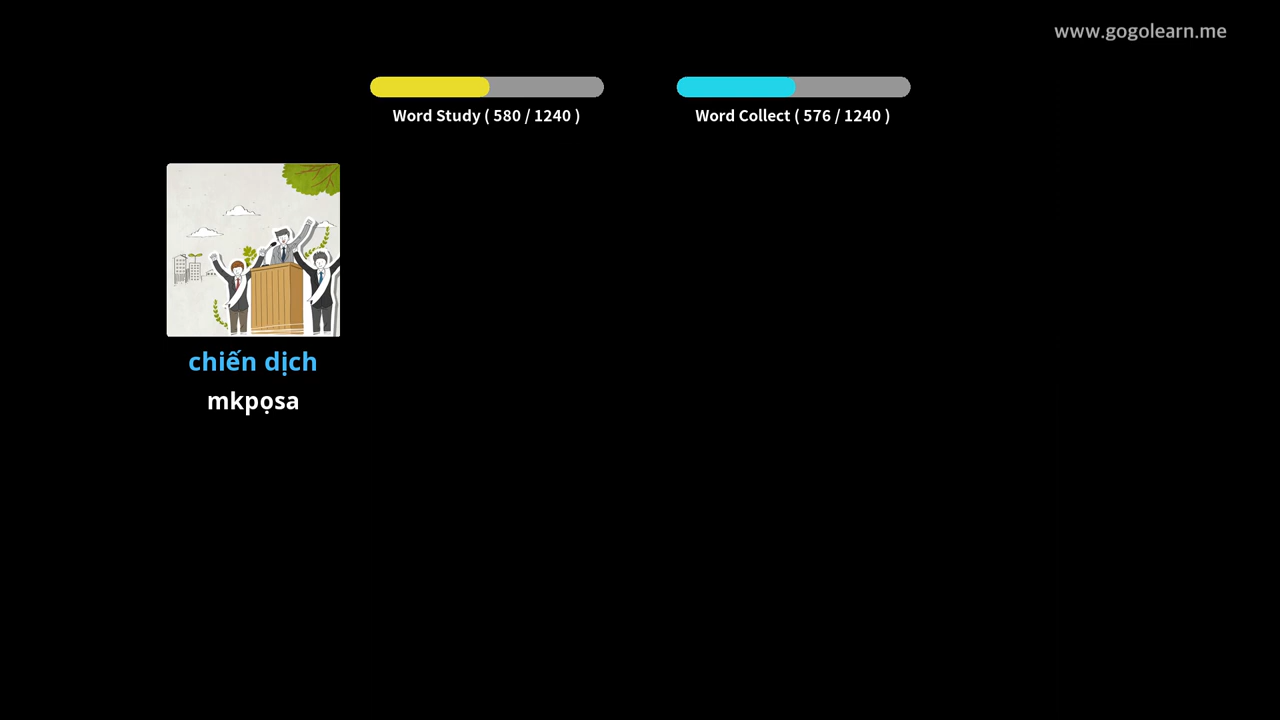 www.gogolearn.me
Word Study ( 580 / 1240 )
Word Collect ( 576 / 1240 )
chiến dịch
mkpọsa